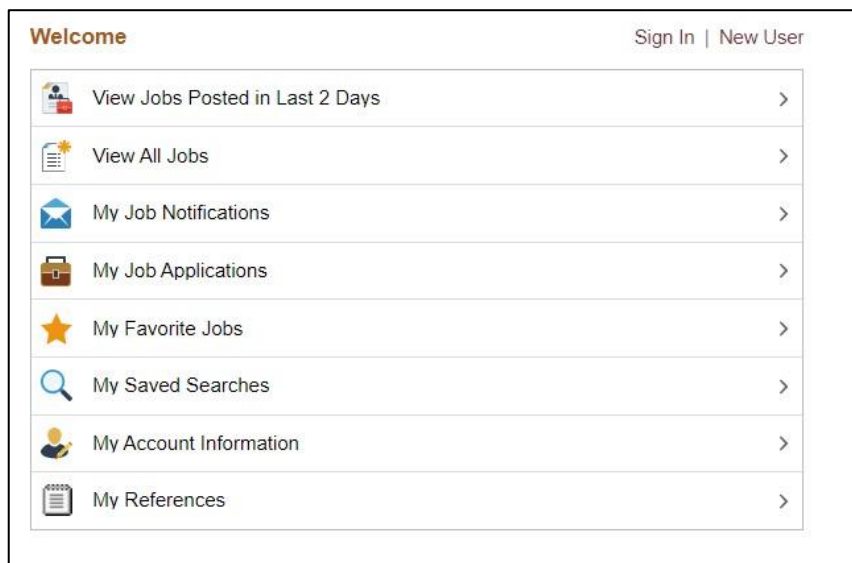 Welcome
Sign In | New User
View Jobs Posted in Last 2 Days
View All Jobs
My Job Notifications
My Job Applications
My Favorite Jobs
My Saved Searches
My Account Information
My References